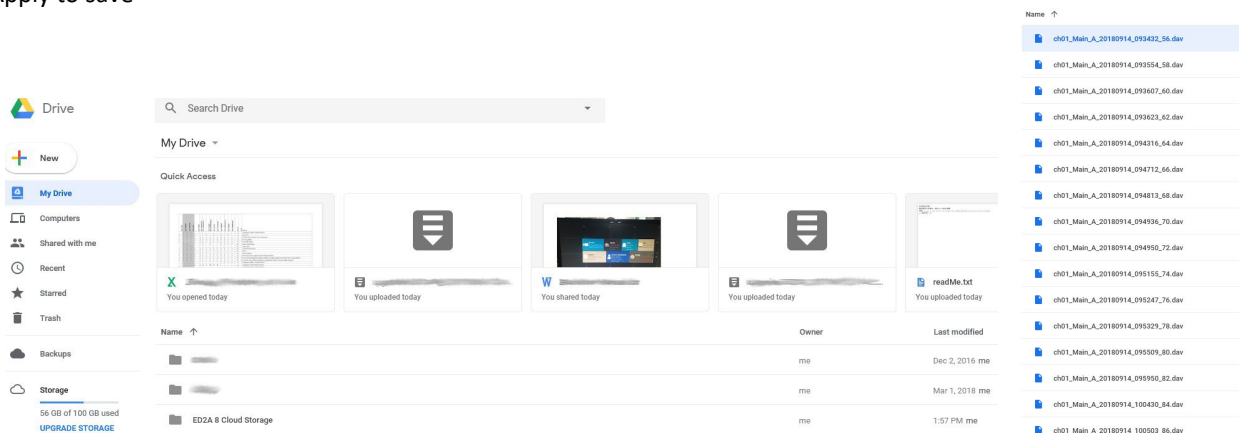 Apply to save
Drive
Search Drive
My Drive
New
Quick Access
My Drive
Computers
Shared with me
Recent
Starred
Trash
Backups
Storage
56 GB of 100 GB used
UPGRADE STORAGE
You opened today
You uploaded today
W
You shared today
You uploaded today
readMe.txt
You uploaded today
Name ↑ Owner Last modified
me Dec 2, 2016 me
me Mar 1, 2018 me
ED2A 8 Cloud Storage me 1:57 PM me
Name ↑
ch01_Main_A_20180914_093432_56.dav
ch01_Main_A_20180914_093554_58.dav
ch01_Main_A_20180914_093607_60.dav
ch01_Main_A_20180914_093623_62.dav
ch01_Main_A_20180914_094316_64.dav
ch01_Main_A_20180914_094712_66.dav
ch01_Main_A_20180914_094813_68.dav
ch01_Main_A_20180914_094936_70.dav
ch01_Main_A_20180914_094950_72.dav
ch01_Main_A_20180914_095155_74.dav
ch01_Main_A_20180914_095247_76.dav
ch01_Main_A_20180914_095329_78.dav
ch01_Main_A_20180914_095509_80.dav
ch01_Main_A_20180914_095950_82.dav
ch01_Main_A_20180914_100430_84.dav
ch01_Main_A_20180914_100503_86.dav